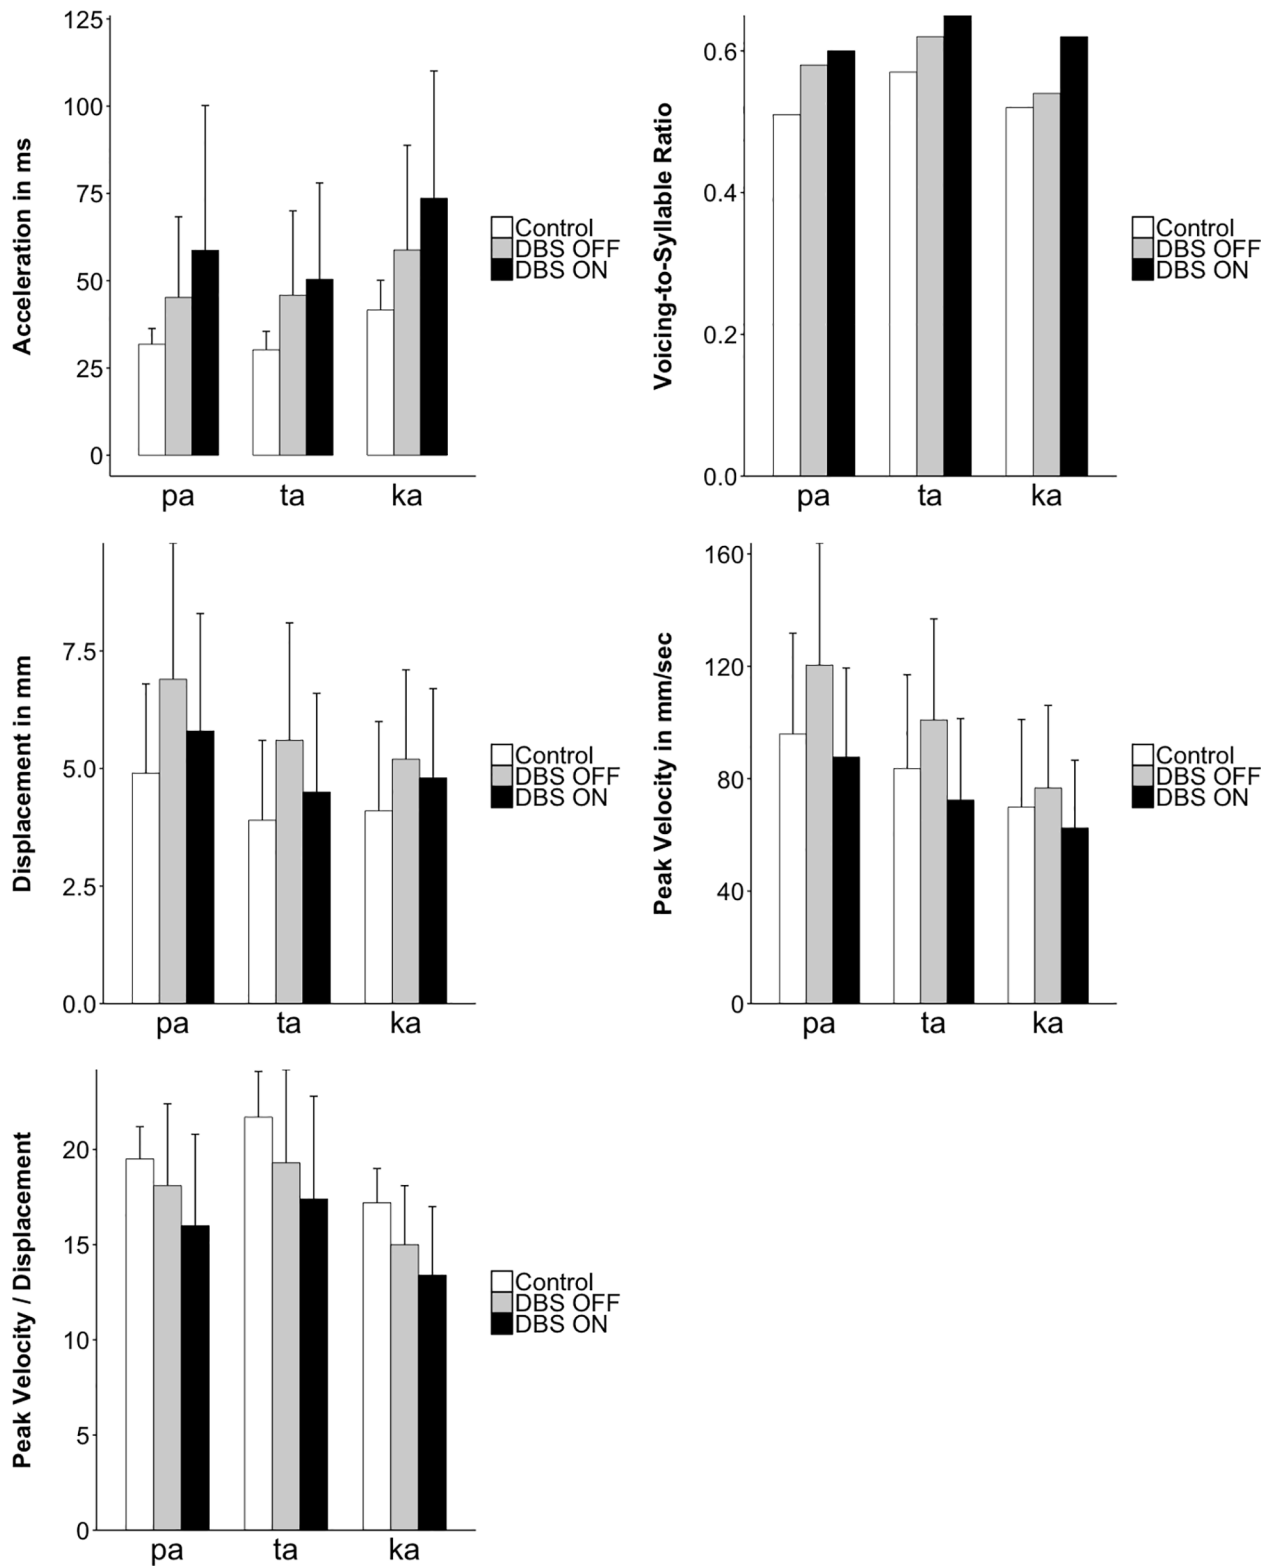 Acceleration in ms
125
100
75
50
25
0
pa ta ka
Control
DBS OFF
DBS ON
Voicing-to-Syllable Ratio
0.6
0.4
0.2
0.0
pa ta ka
Control
DBS OFF
DBS ON
Displacement in mm
7.5
5.0
2.5
0.0
pa ta ka
Control
DBS OFF
DBS ON
Peak Velocity in mm/sec
160
120
80
40
0
pa ta ka
Control
DBS OFF
DBS ON
Peak Velocity / Displacement
20
15
10
5
0
pa ta ka
Control
DBS OFF
DBS ON